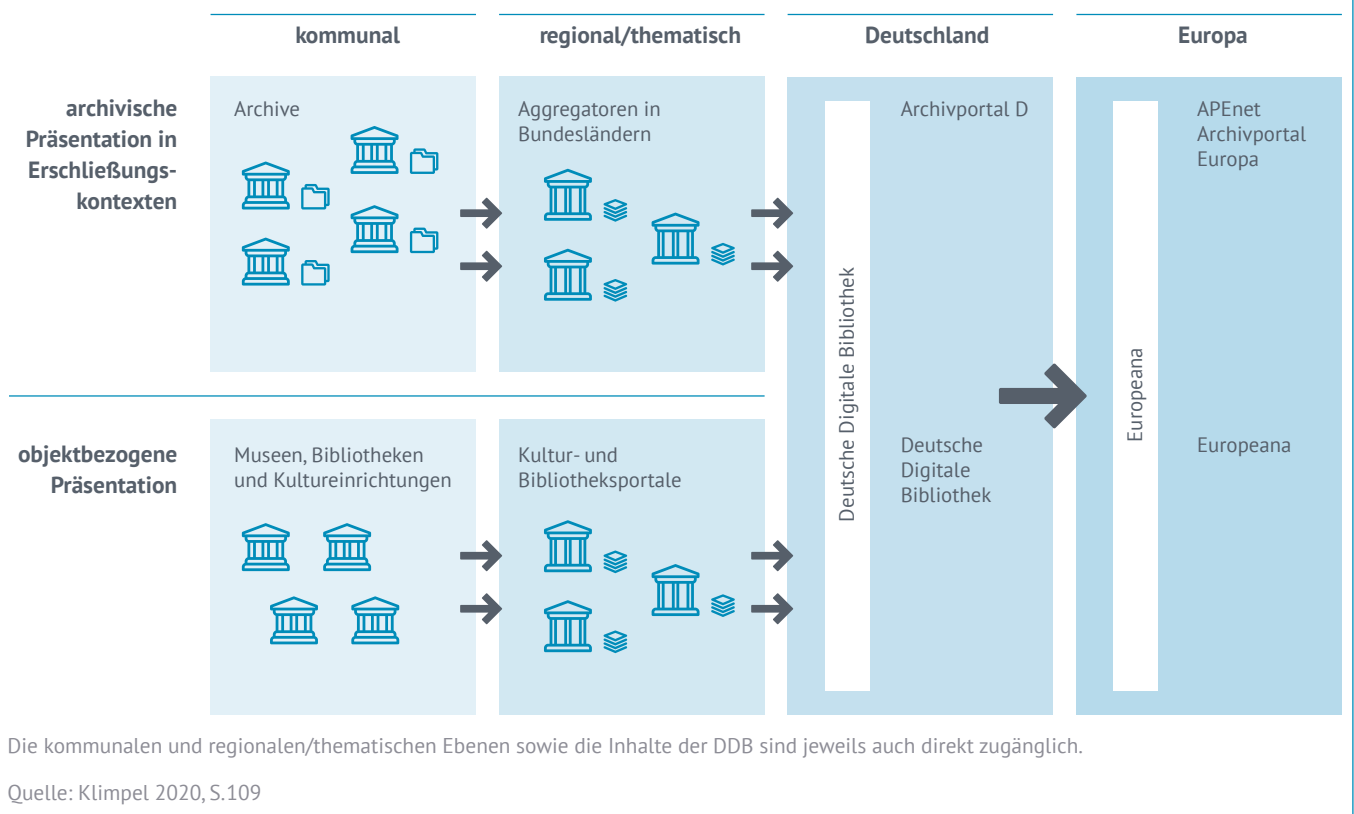 kommunal
regional/thematisch
Deutschland
Europa
archivische
Präsentation in
Erschließungs-
kontexten
Archive
Aggregatoren in
Bundesländern
Deutsche Digitale Bibliothek
Archivportal D
Europeana
APEnet
Archivportal
Europa
objektbezogene
Präsentation
Museen, Bibliotheken
und Kultureinrichtungen
Kultur- und
Bibliotheksportale
Deutsche
Digitale
Bibliothek
Europeana
Die kommunalen und regionalen/thematischen Ebenen sowie die Inhalte der DDB sind jeweils auch direkt zugänglich.
Quelle: Klimpel 2020, S.109